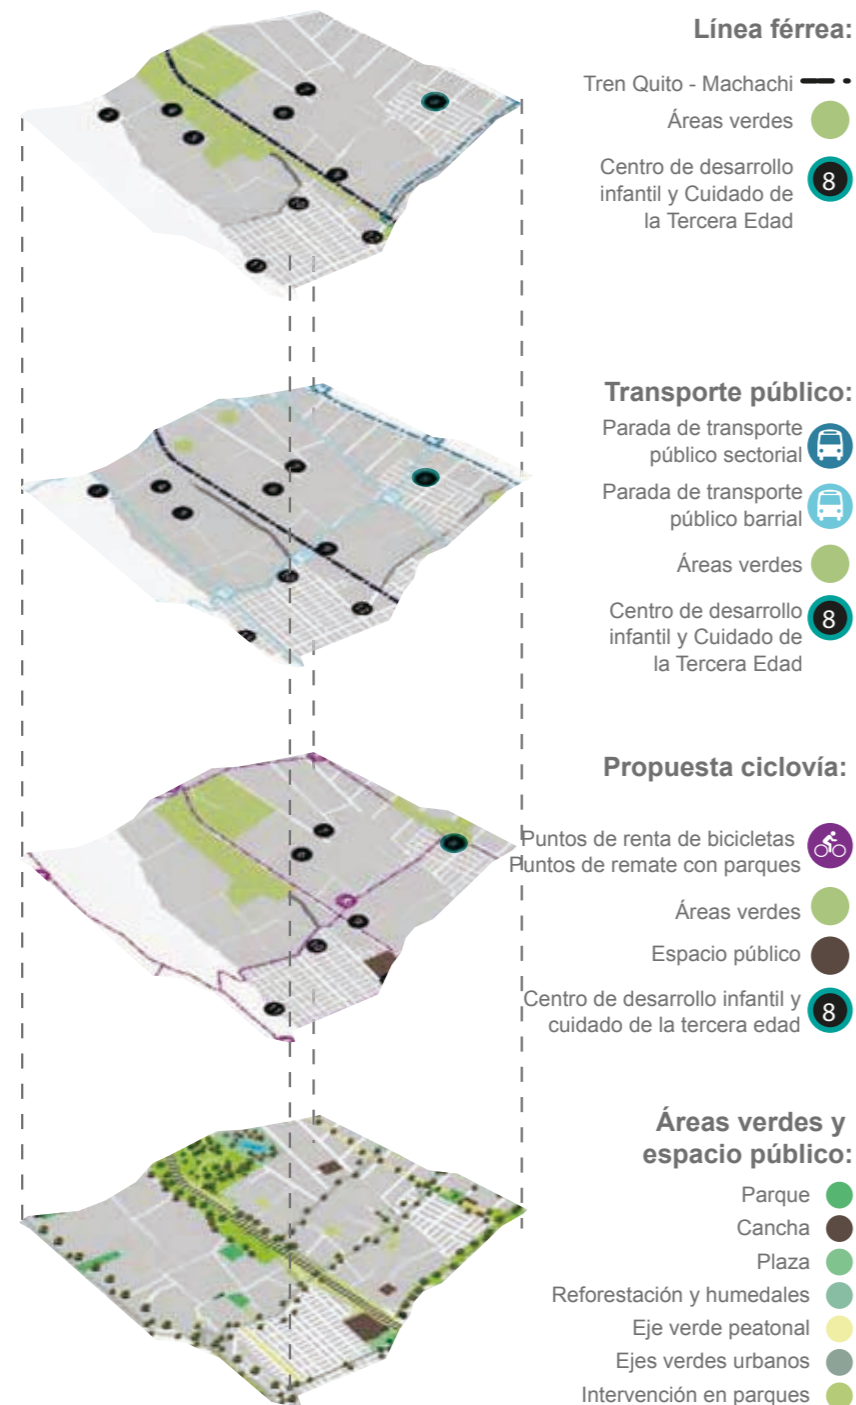 Línea férrea:
Tren Quito - Machachi
Áreas verdes
Centro de desarrollo
infantil y Cuidado de
la Tercera Edad
8
Transporte público:
Parada de transporte
público sectorial
Parada de transporte
público barrial
Áreas verdes
Centro de desarrollo
infantil y Cuidado de
la Tercera Edad
8
Propuesta ciclovía:
Puntos de renta de bicicletas
Puntos de remate con parques
Áreas verdes
Espacio público
Centro de desarrollo infantil y
cuidado de la tercera edad
8
Áreas verdes y
espacio público:
Parque
Cancha
Plaza
Reforestación y humedales
Eje verde peatonal
Ejes verdes urbanos
Intervención en parques